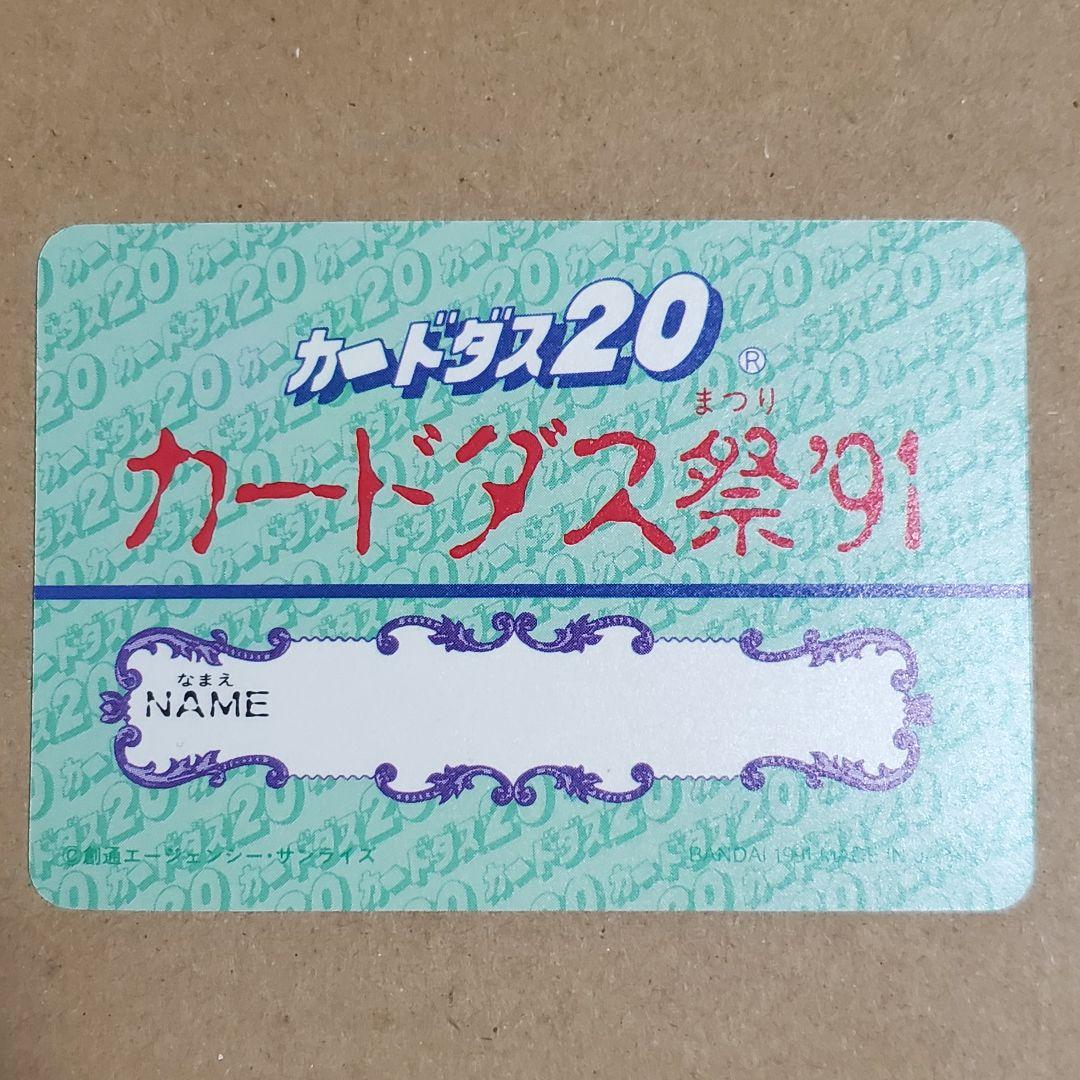 カードダス20®
まつり
カードダス祭'91
なまえ
NAME
©創通エージェンシー・サンライズ
BANDAI 1991 MADE IN JAPAN